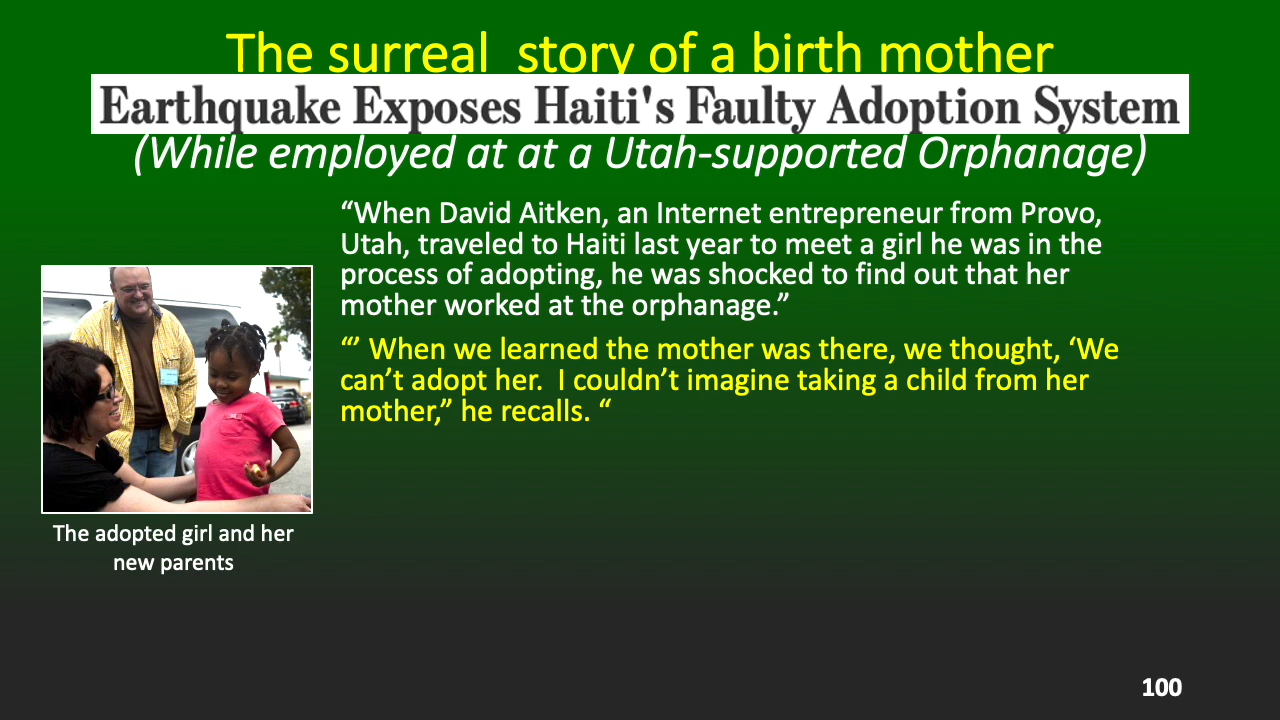 The surreal  story of a birth mother
Earthquake Exposes Haiti's Faulty Adoption System
(While employed at at a Utah-supported Orphanage)
“When David Aitken, an Internet entrepreneur from Provo,
Utah, traveled to Haiti last year to meet a girl he was in the
process of adopting, he was shocked to find out that her
mother worked at the orphanage.”
“’ When we learned the mother was there, we thought, ‘We
can’t adopt her.  I couldn’t imagine taking a child from her
mother,” he recalls. “
The adopted girl and her
new parents
100